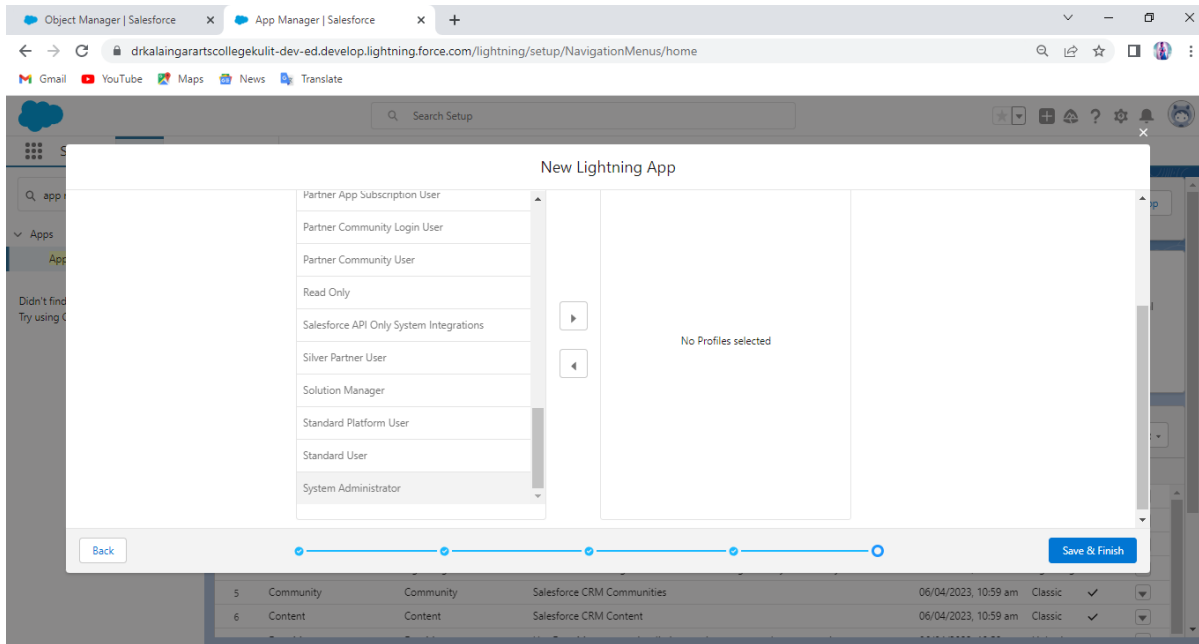 Object Manager | Salesforce
App Manager | Salesforce
drkalaingarartscollegekulit-dev-ed.develop.lightning.force.com/lightning/setup/NavigationMenus/home
Gmail YouTube Maps News Translate
Search Setup
New Lightning App
app
Partner App Subscription User
Apps
Partner Community Login User
App
Partner Community User
Read Only
Didn't find
Try using
Salesforce API Only System Integrations
No Profiles selected
Silver Partner User
Solution Manager
Standard Platform User
Standard User
System Administrator
Back
Save & Finish
5 Community Community Salesforce CRM Communities 06/04/2023, 10:59 am Classic
6 Content Content Salesforce CRM Content 06/04/2023, 10:59 am Classic